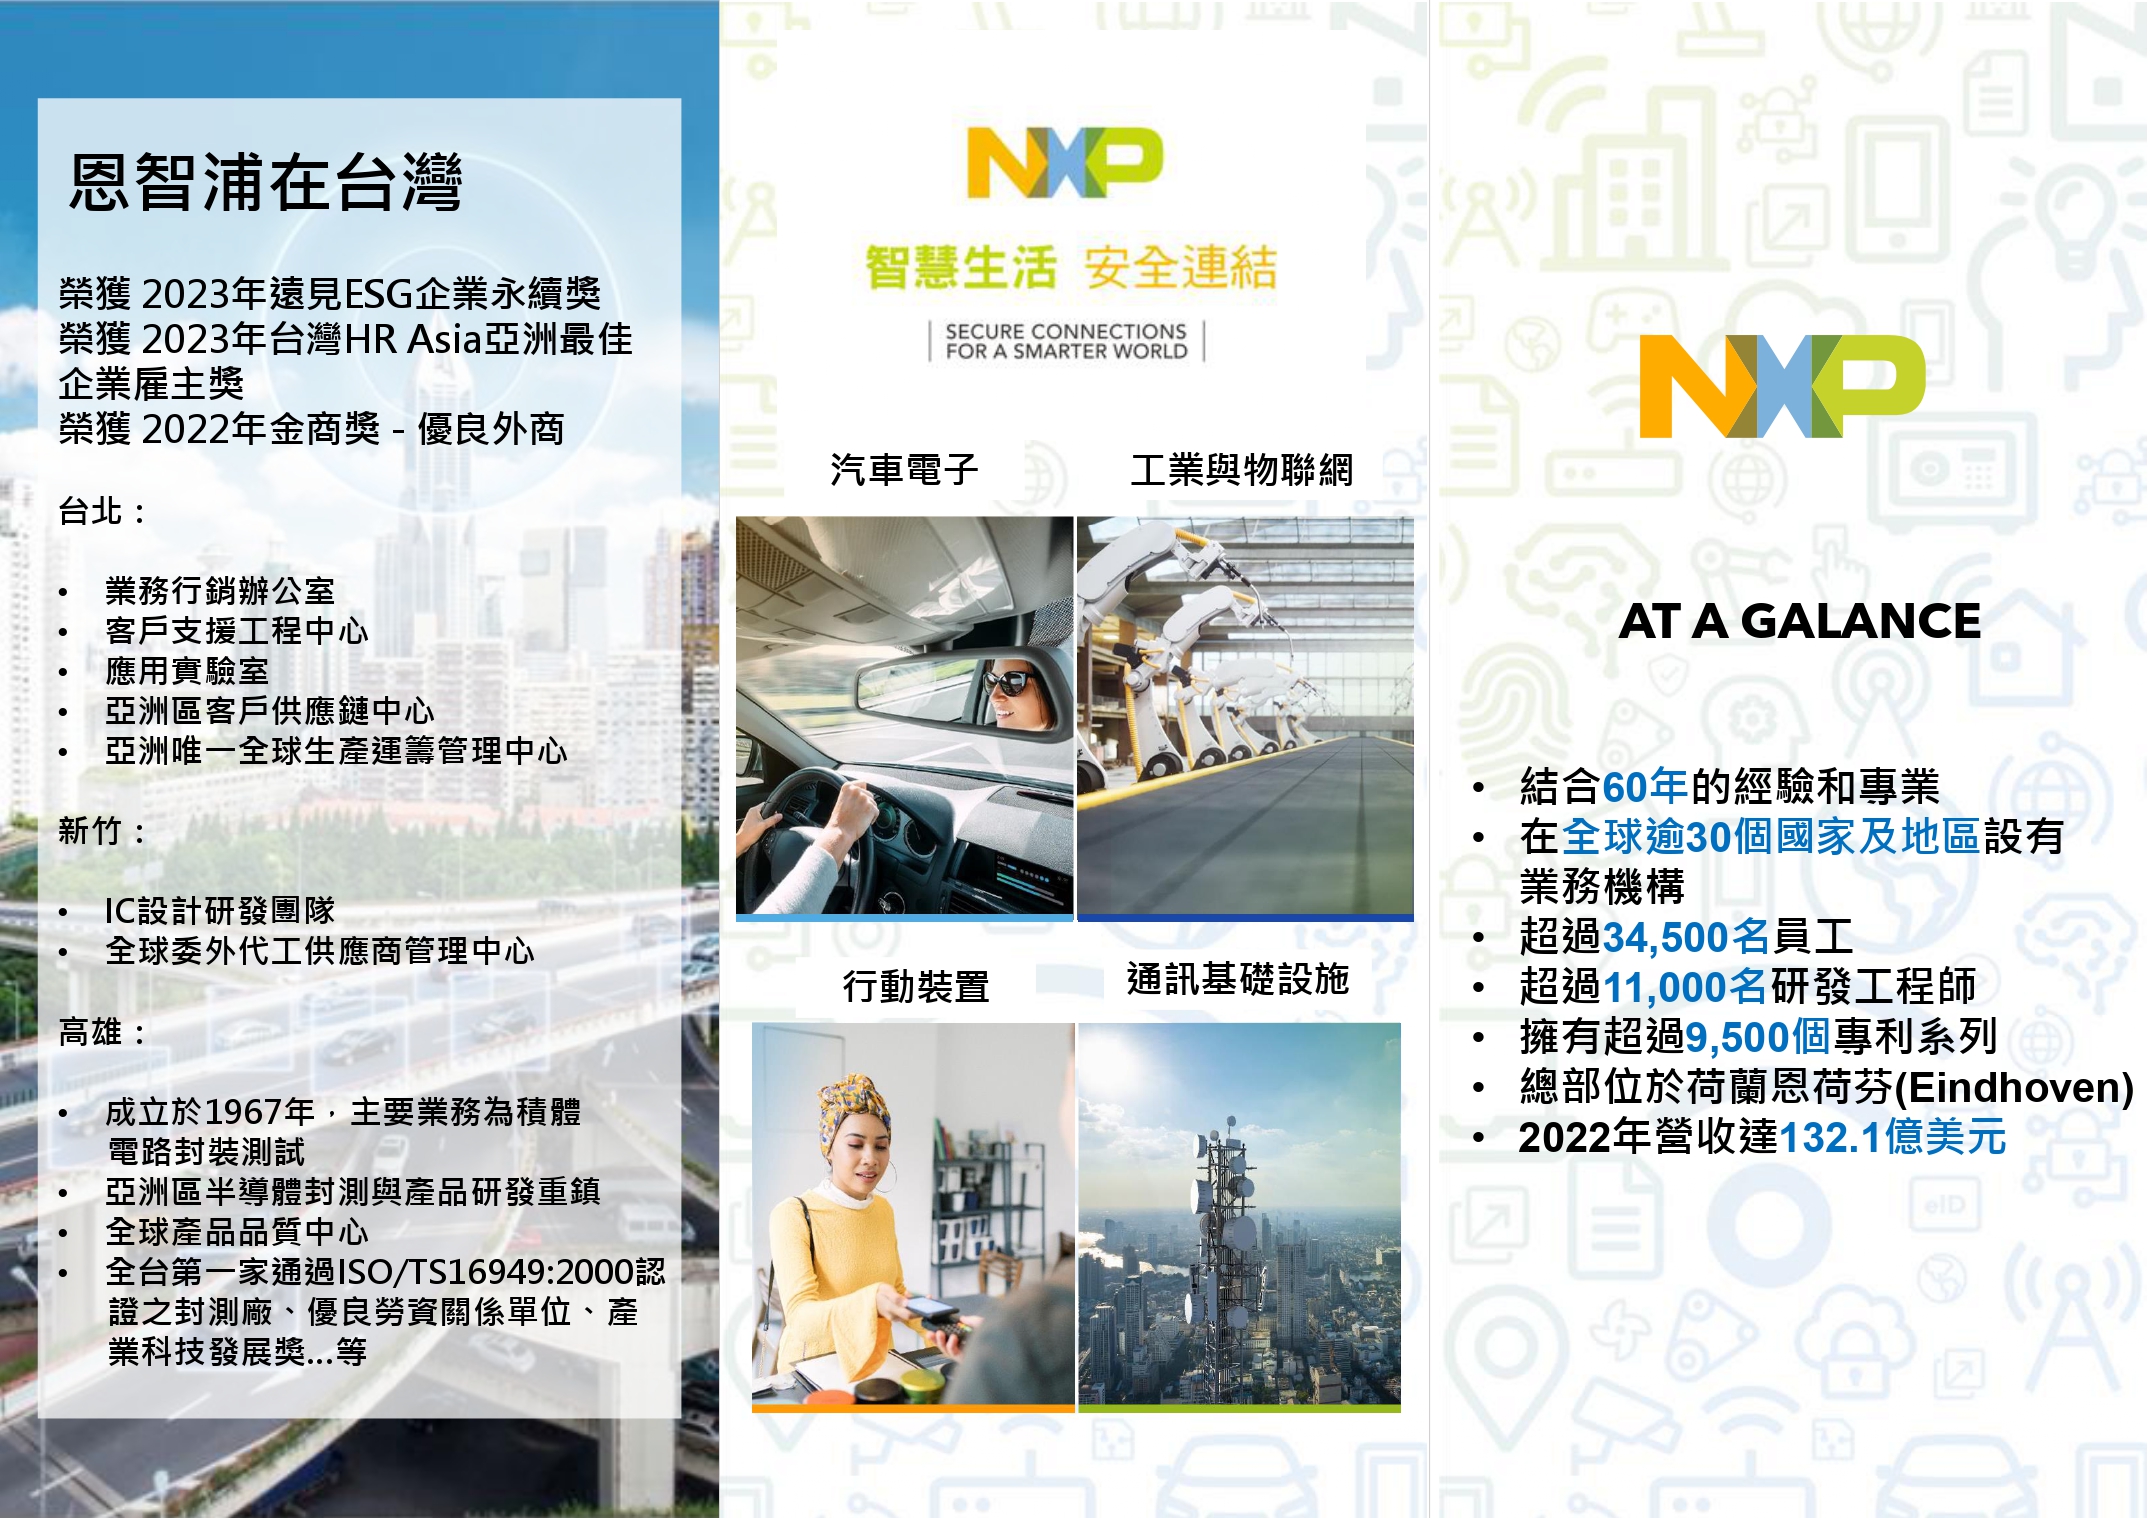 恩智浦在台灣
榮獲 2023年遠見ESG企業永續獎
榮獲 2023年台灣HR Asia亞洲最佳
企業雇主獎
榮獲 2022年金商獎 - 優良外商
台北：
• 業務行銷辦公室
• 客戶支援工程中心
• 應用實驗室
• 亞洲區客戶供應鏈中心
• 亞洲唯一全球生產運籌管理中心
新竹：
• IC設計研發團隊
• 全球委外代工供應商管理中心
高雄：
• 成立於1967年，主要業務為積體
電路封裝測試
• 亞洲區半導體封測與產品研發重鎮
• 全球產品品質中心
• 全台第一家通過ISO/TS16949:2000認
證之封測廠、優良勞資關係單位、產
業科技發展獎...等
NXP
智慧生活 安全連結
SECURE CONNECTIONS
FOR A SMARTER WORLD
汽車電子
工業與物聯網
行動裝置
通訊基礎設施
NXP
AT A GALANCE
• 結合60年的經驗和專業
• 在全球逾30個國家及地區設有
業務機構
• 超過34,500名員工
• 超過11,000名研發工程師
• 擁有超過9,500個專利系列
• 總部位於荷蘭恩荷芬(Eindhoven)
• 2022年營收達132.1億美元
eID